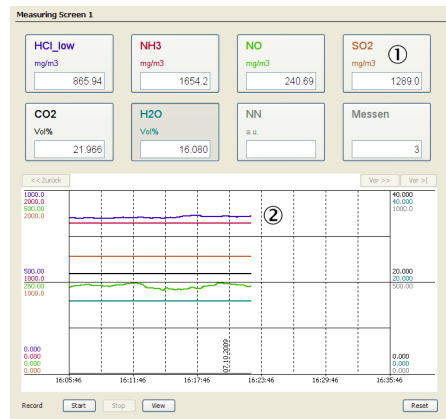 Measuring Screen 1
HCl_low NH3 NO SO2 ①
mg/m3 mg/m3 mg/m3 mg/m3
865.94 1654.2 240.69 1289.0
CO2 H2O NN Messen
Vol% Vol% a.u.
21.966 16.080 3
<< Zurück Vor >> Vor >|
1000.0 40.000
2000.0 40.000
500.00 1000.0
2000.0 ②
500.00 20.000
1000.0 20.000
250.00 500.00
1000.0
07.10.2009
0.000 0.000
0.000 0.000
0.000 0.000
0.000
16:05:46 16:11:46 16:17:46 16:23:46 16:29:46 16:35:46
Record Start Stop View Reset